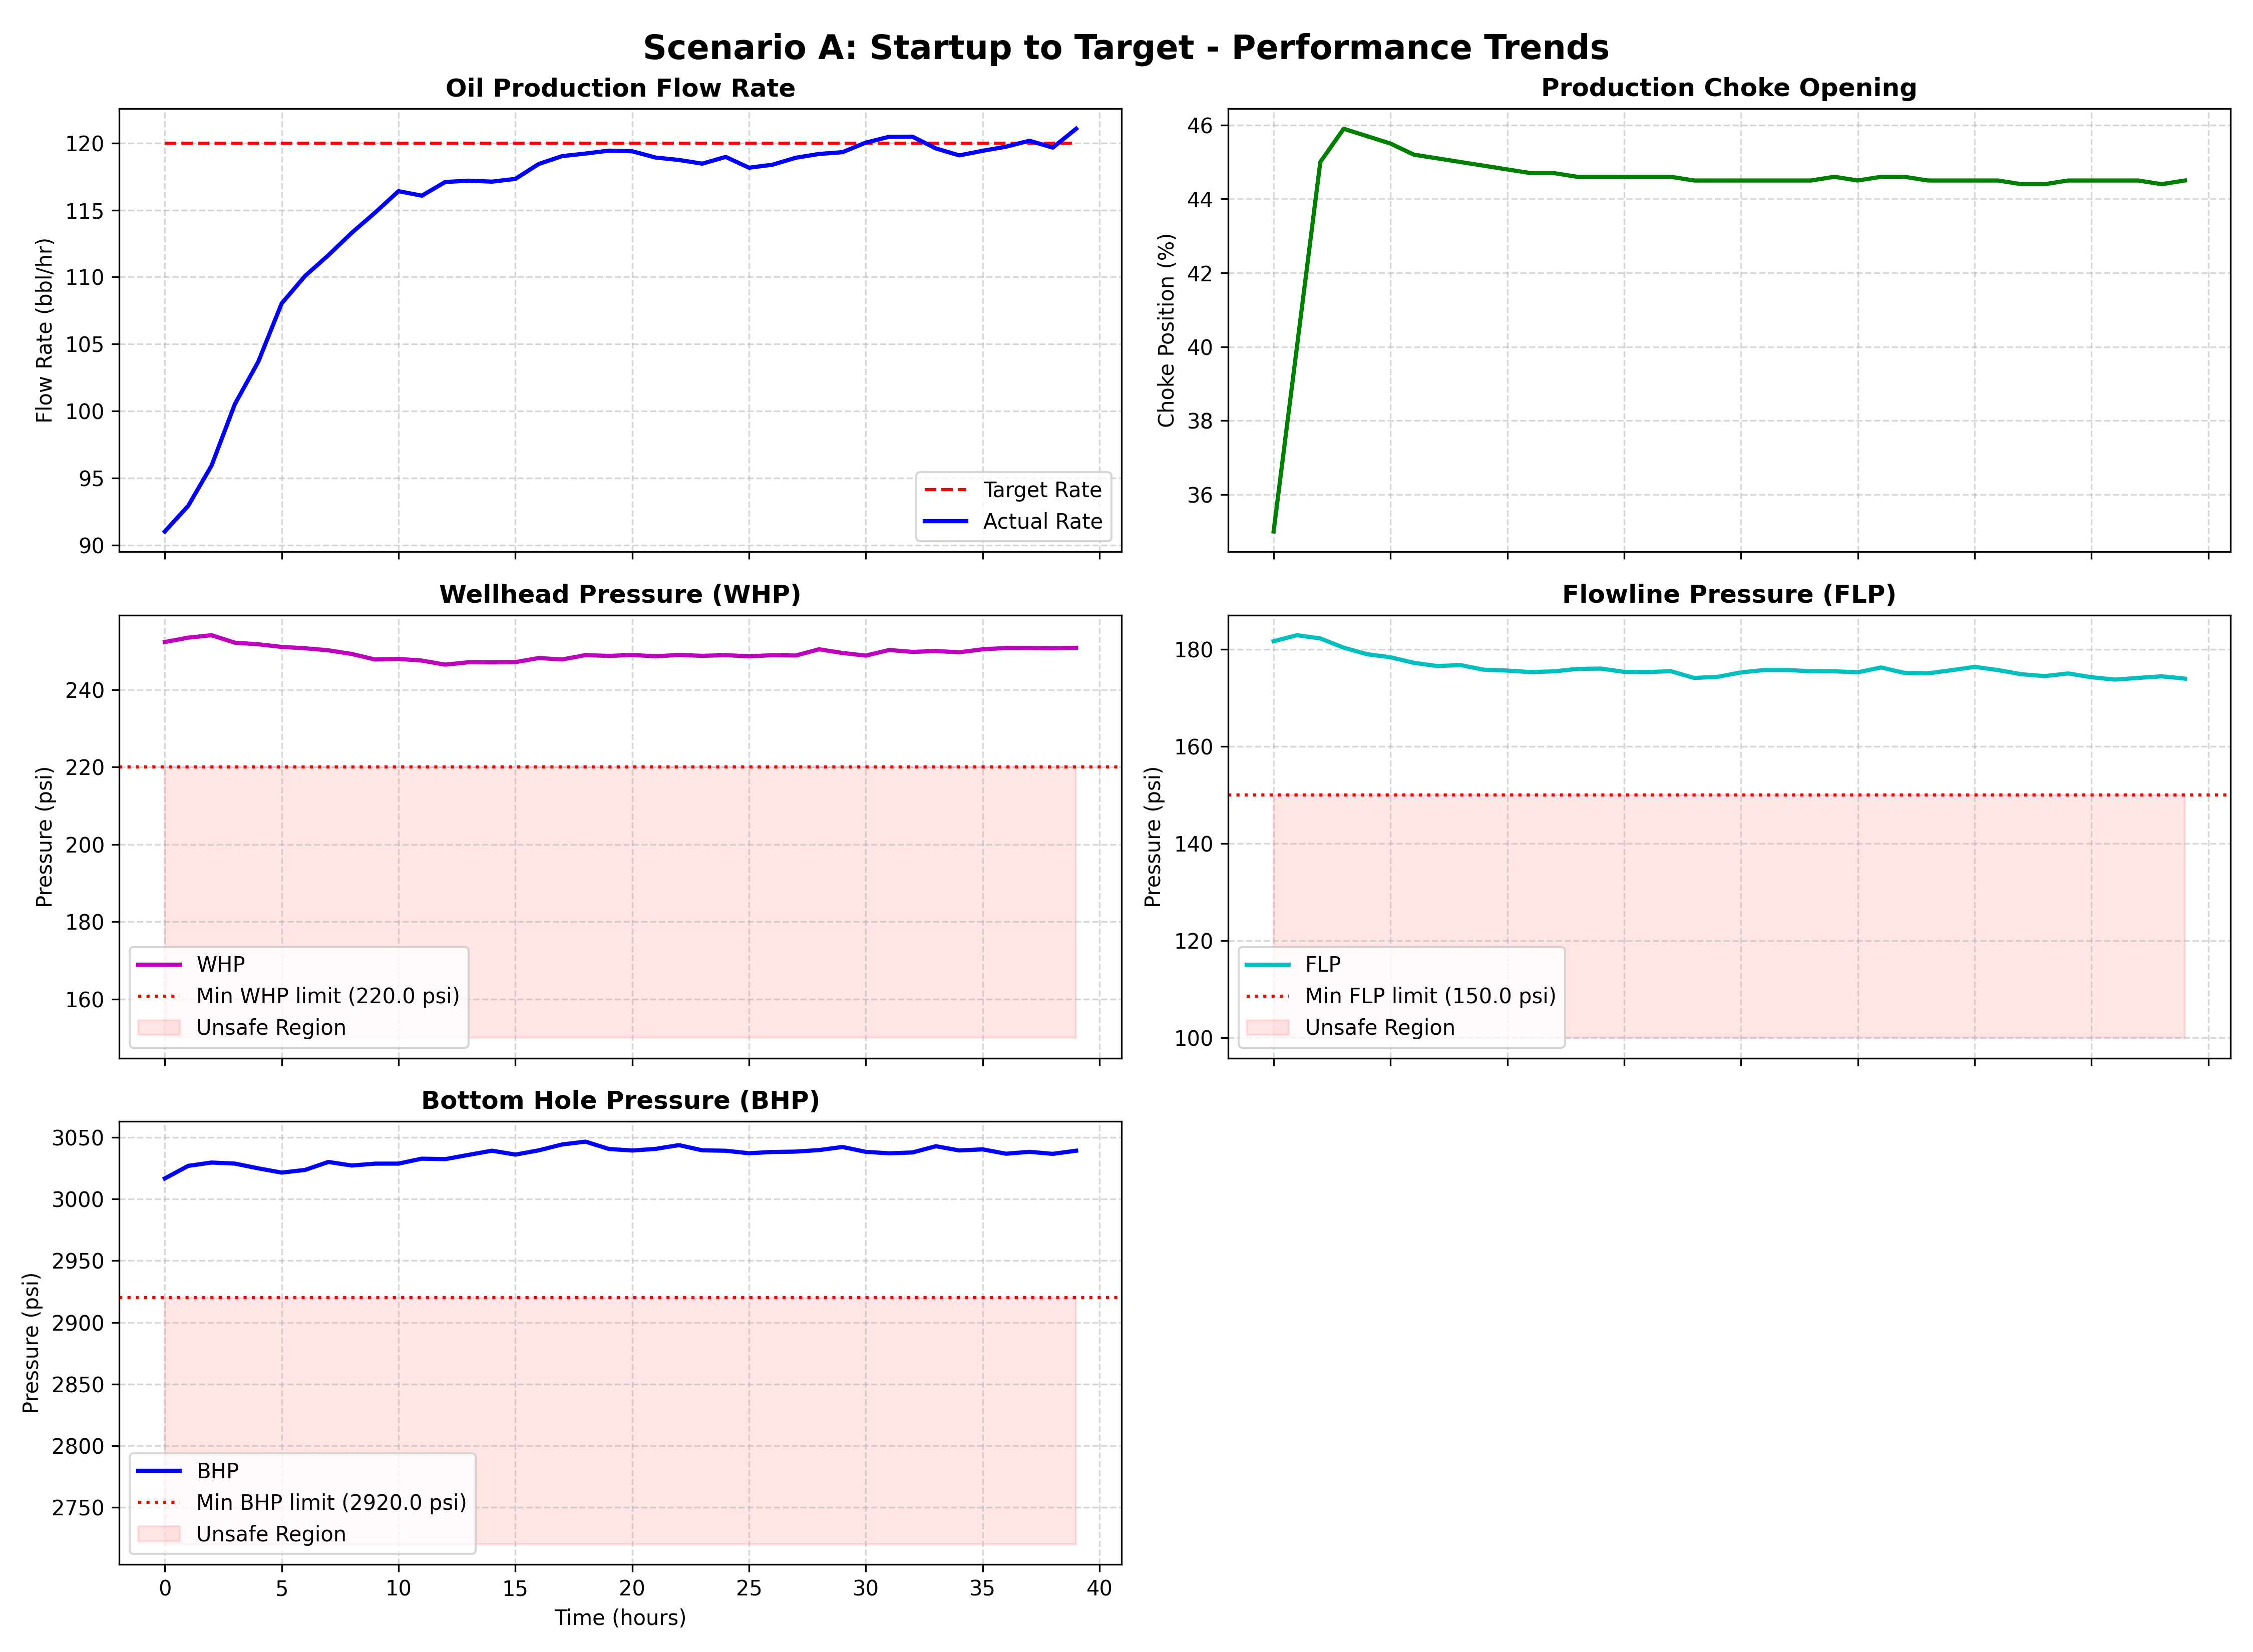 Scenario A: Startup to Target - Performance Trends
Oil Production Flow Rate
Flow Rate (bbl/hr)
120
115
110
105
100
95
90
Target Rate
Actual Rate
Production Choke Opening
Choke Position (%)
46
44
42
40
38
36
Wellhead Pressure (WHP)
Pressure (psi)
240
220
200
180
160
WHP
Min WHP limit (220.0 psi)
Unsafe Region
Flowline Pressure (FLP)
Pressure (psi)
180
160
140
120
100
FLP
Min FLP limit (150.0 psi)
Unsafe Region
Bottom Hole Pressure (BHP)
Pressure (psi)
3050
3000
2950
2900
2850
2800
2750
BHP
Min BHP limit (2920.0 psi)
Unsafe Region
0 5 10 15 20 25 30 35 40
Time (hours)